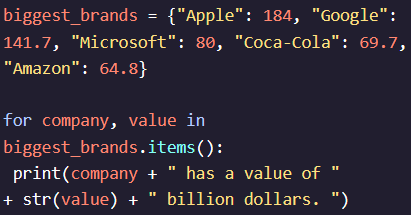 biggest_brands = {"Apple": 184, "Google":
141.7, "Microsoft": 80, "Coca-Cola": 69.7,
"Amazon": 64.8}

for company, value in
biggest_brands.items():
 print(company + " has a value of "
+ str(value) + " billion dollars. ")